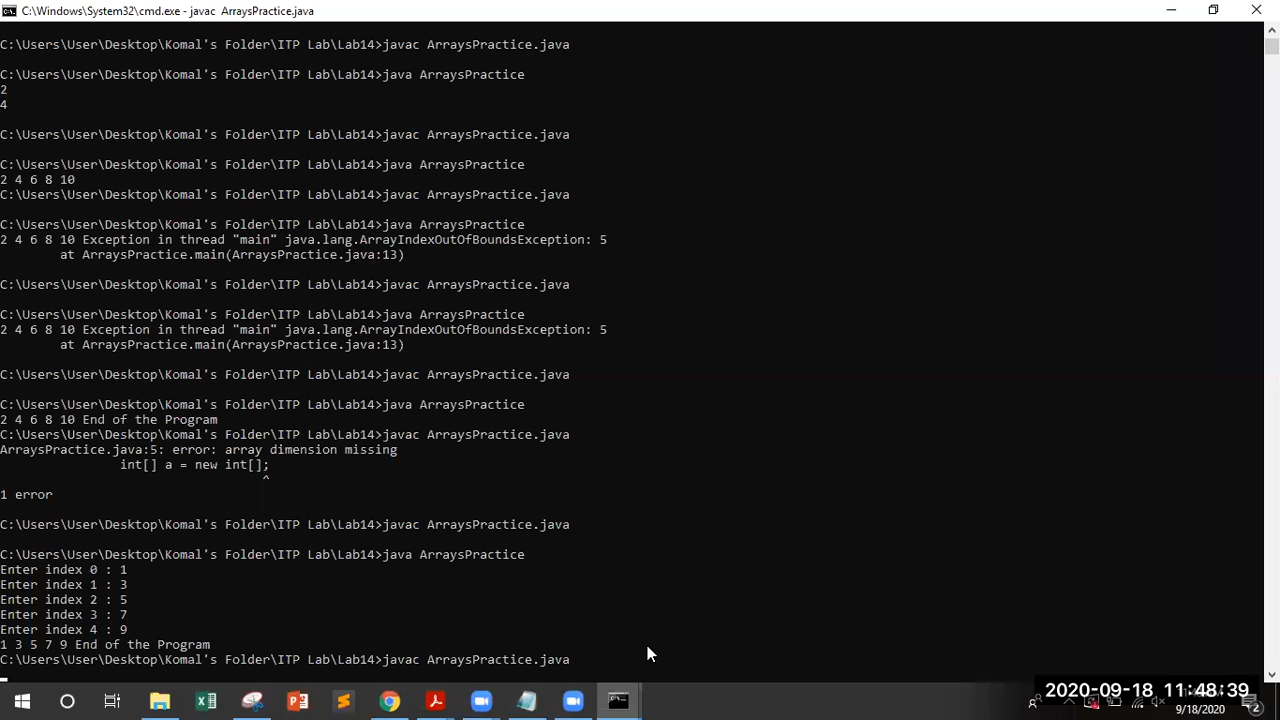 C:\Windows\System32\cmd.exe - javac  ArraysPractice.java
C:\Users\User\Desktop\Komal's Folder\ITP Lab\Lab14>javac ArraysPractice.java
C:\Users\User\Desktop\Komal's Folder\ITP Lab\Lab14>java ArraysPractice
2
4
C:\Users\User\Desktop\Komal's Folder\ITP Lab\Lab14>javac ArraysPractice.java
C:\Users\User\Desktop\Komal's Folder\ITP Lab\Lab14>java ArraysPractice
2 4 6 8 10
C:\Users\User\Desktop\Komal's Folder\ITP Lab\Lab14>javac ArraysPractice.java
C:\Users\User\Desktop\Komal's Folder\ITP Lab\Lab14>java ArraysPractice
2 4 6 8 10 Exception in thread "main" java.lang.ArrayIndexOutOfBoundsException: 5
        at ArraysPractice.main(ArraysPractice.java:13)
C:\Users\User\Desktop\Komal's Folder\ITP Lab\Lab14>javac ArraysPractice.java
C:\Users\User\Desktop\Komal's Folder\ITP Lab\Lab14>java ArraysPractice
2 4 6 8 10 Exception in thread "main" java.lang.ArrayIndexOutOfBoundsException: 5
        at ArraysPractice.main(ArraysPractice.java:13)
C:\Users\User\Desktop\Komal's Folder\ITP Lab\Lab14>javac ArraysPractice.java
C:\Users\User\Desktop\Komal's Folder\ITP Lab\Lab14>java ArraysPractice
2 4 6 8 10 End of the Program
C:\Users\User\Desktop\Komal's Folder\ITP Lab\Lab14>javac ArraysPractice.java
ArraysPractice.java:5: error: array dimension missing
                int[] a = new int[];
                                   ^
1 error
C:\Users\User\Desktop\Komal's Folder\ITP Lab\Lab14>javac ArraysPractice.java
C:\Users\User\Desktop\Komal's Folder\ITP Lab\Lab14>java ArraysPractice
Enter index 0 : 1
Enter index 1 : 3
Enter index 2 : 5
Enter index 3 : 7
Enter index 4 : 9
1 3 5 7 9 End of the Program
C:\Users\User\Desktop\Komal's Folder\ITP Lab\Lab14>javac ArraysPractice.java
2020-09-18 11:48:39
9/18/2020
2